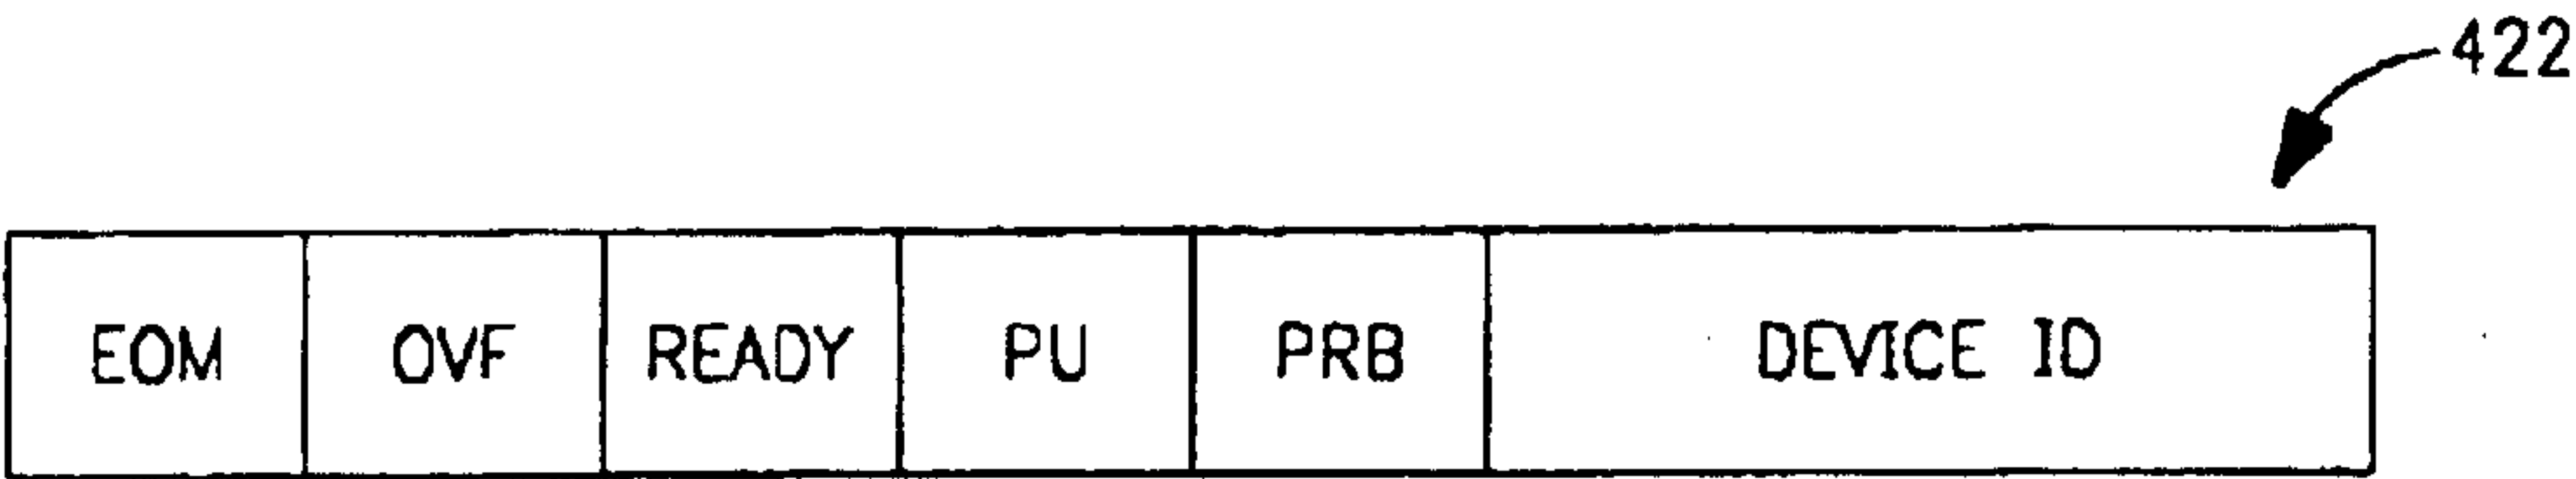 422
EOM OVF READY PU PRB DEVICE ID